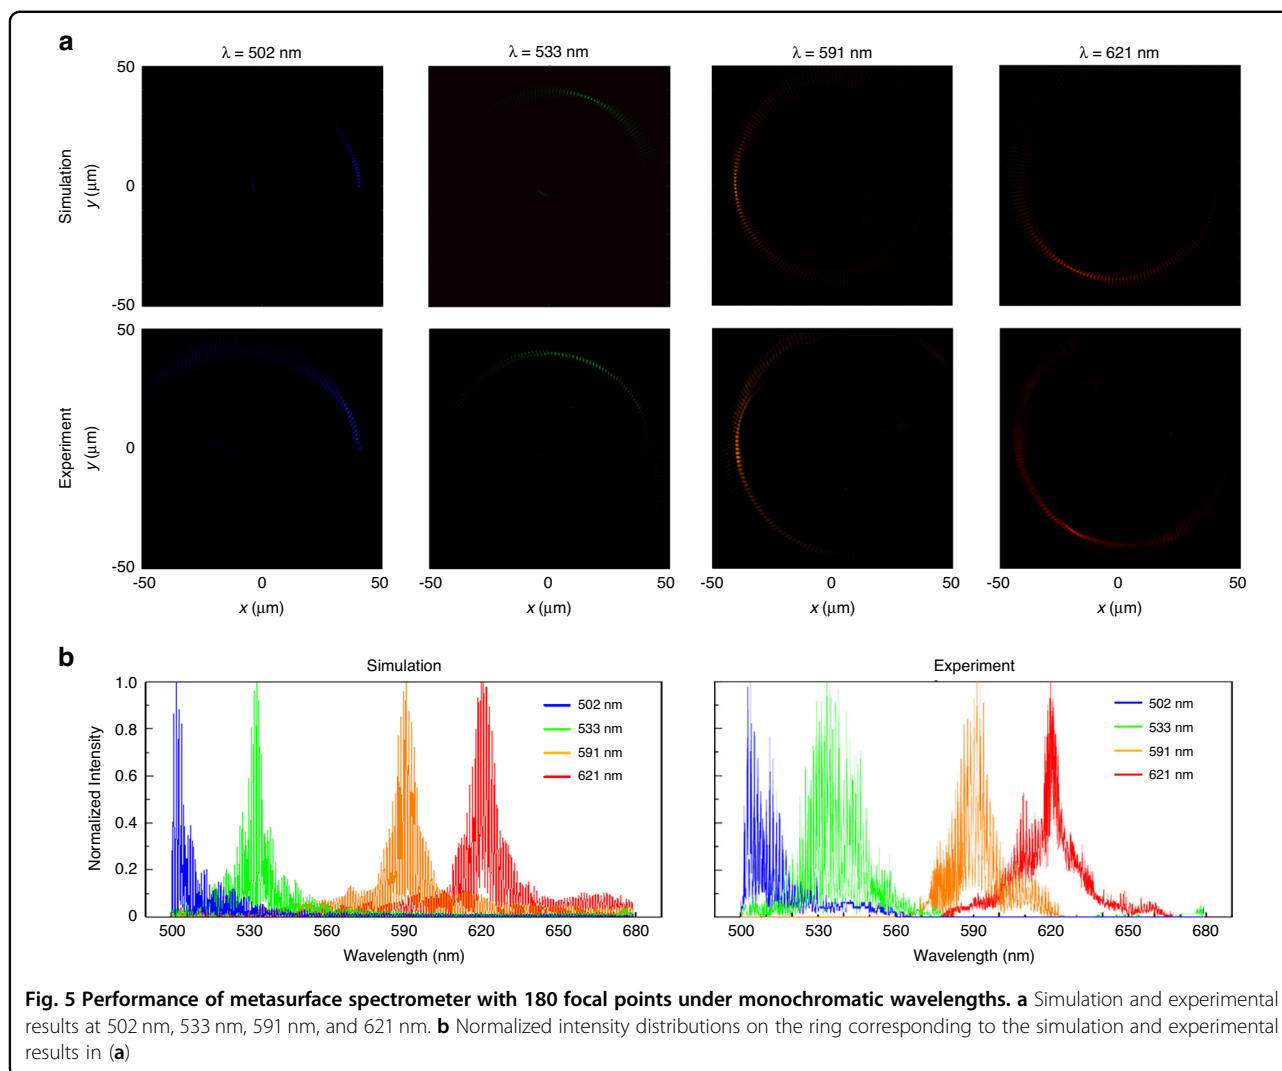 a
λ = 502 nm
λ = 533 nm
λ = 591 nm
λ = 621 nm
50
Simulation
y (μm)
0
-50
50
Experiment
y (μm)
0
-50
-50 0 50
-50 0 50
-50 0 50
-50 0 50
x (μm)
x (μm)
x (μm)
x (μm)
b
Simulation
Normalized Intensity
1.0
0.8
0.6
0.4
0.2
0
502 nm
533 nm
591 nm
621 nm
500 530 560 590 620 650 680
Wavelength (nm)
Experiment
502 nm
533 nm
591 nm
621 nm
500 530 560 590 620 650 680
Wavelength (nm)
Fig. 5 Performance of metasurface spectrometer with 180 focal points under monochromatic wavelengths. a Simulation and experimental
results at 502 nm, 533 nm, 591 nm, and 621 nm. b Normalized intensity distributions on the ring corresponding to the simulation and experimental
results in (a)